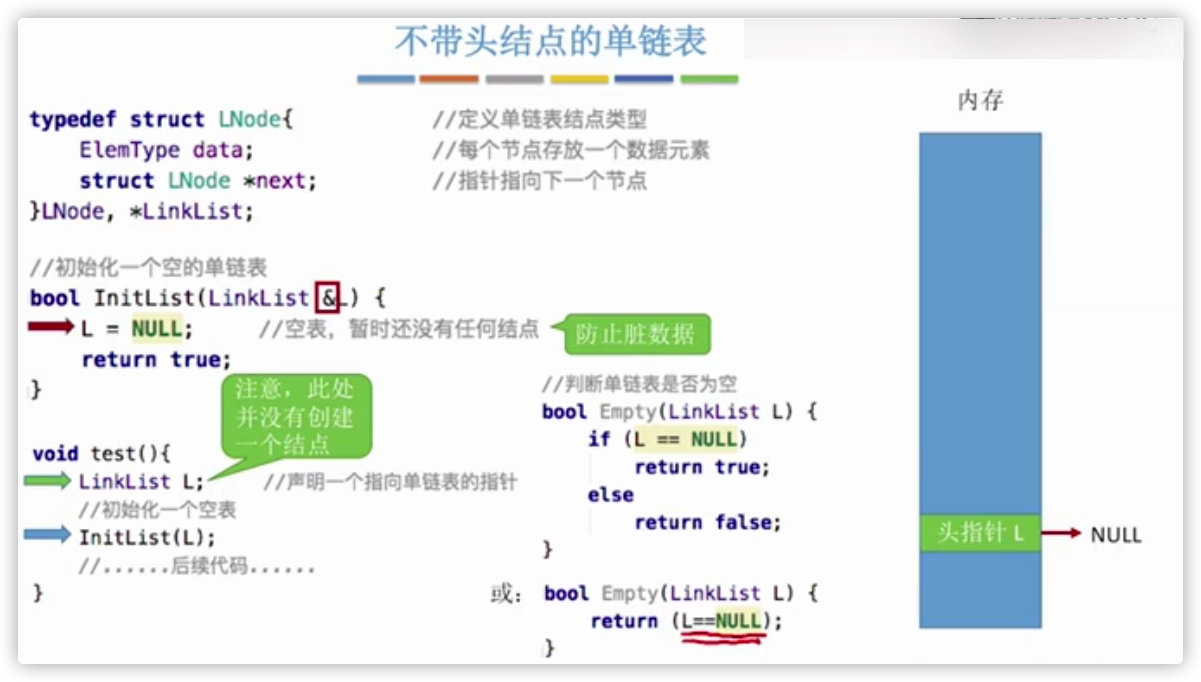 不带头结点的单链表
typedef struct LNode{ //定义单链表结点类型
ElemType data; //每个节点存放一个数据元素
struct LNode *next; //指针指向下一个节点
}LNode, *LinkList;
//初始化一个空的单链表
bool InitList(LinkList &L) {
L = NULL; //空表，暂时还没有任何结点
防止脏数据
return true;
}
注意，此处
并没有创建
一个结点
void test(){
LinkList L; //声明一个指向单链表的指针
//初始化一个空表
InitList(L);
//......后续代码......
}
//判断单链表是否为空
bool Empty(LinkList L) {
if (L == NULL)
return true;
else
return false;
}
或：
bool Empty(LinkList L) {
return (L==NULL);
}
内存
头指针 L
NULL